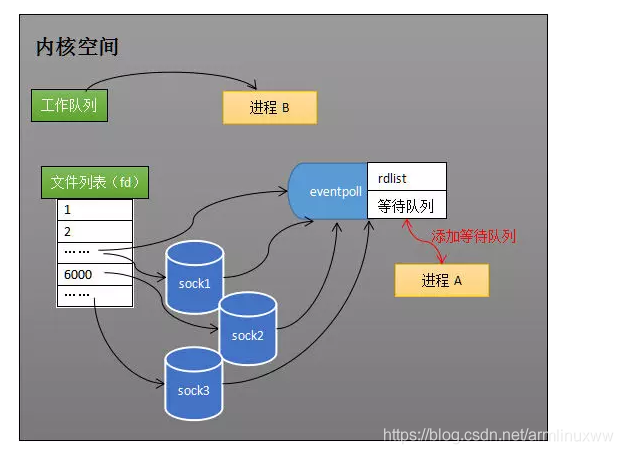 内核空间
工作队列
进程 B
文件列表（fd）
1
2
……
6000
……
eventpoll
rdlist
等待队列
添加等待队列
进程 A
sock1
sock2
sock3
https://blog.csdn.net/armlinuxww